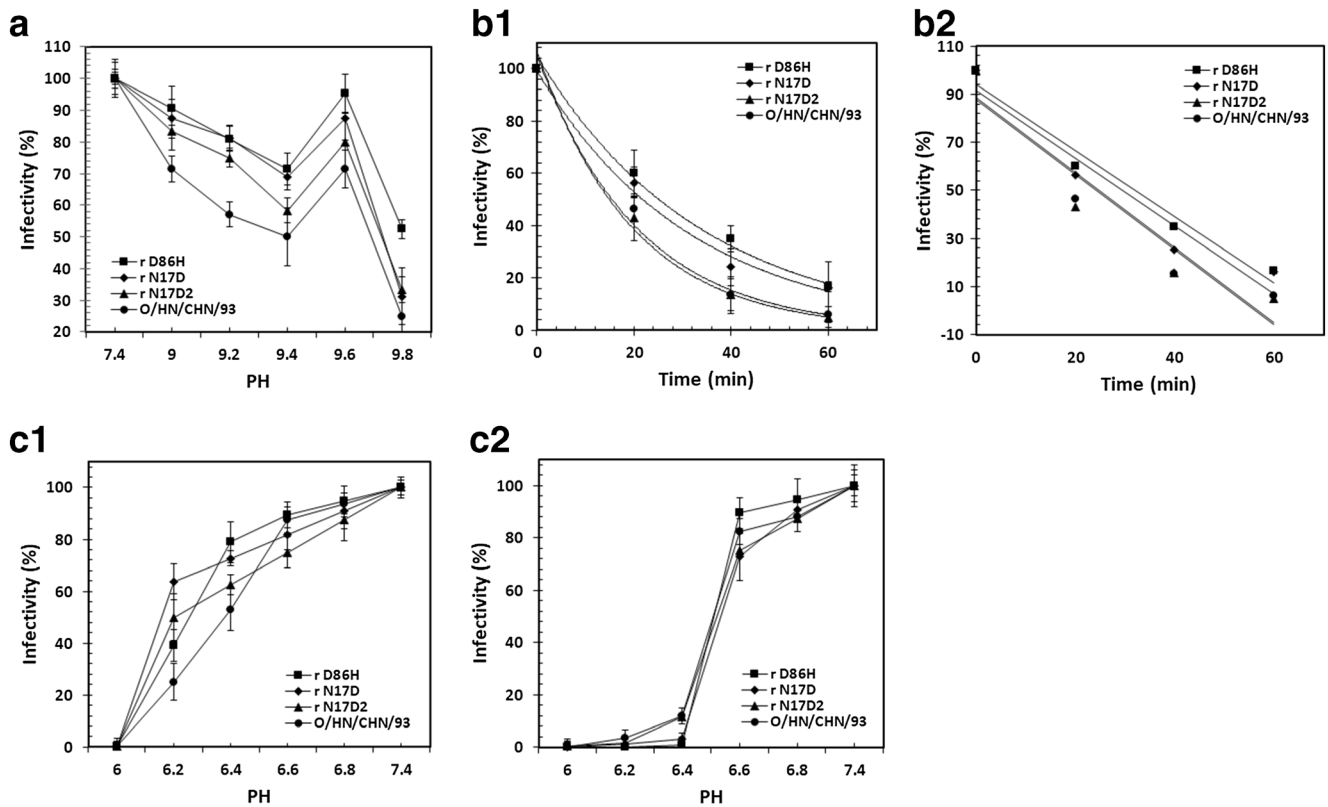 a
110
100
90
80
70
60
50
40
30
20
Infectivity (%)
r D86H
r N17D
r N17D2
O/HN/CHN/93
7.4 9 9.2 9.4 9.6 9.8
PH
b1
100
80
60
40
20
0
Infectivity (%)
r D86H
r N17D
r N17D2
O/HN/CHN/93
0 20 40 60
Time (min)
b2
110
90
70
50
30
10
-10
Infectivity (%)
r D86H
r N17D
r N17D2
O/HN/CHN/93
0 20 40 60
Time (min)
c1
100
80
60
40
20
0
Infectivity (%)
r D86H
r N17D
r N17D2
O/HN/CHN/93
6 6.2 6.4 6.6 6.8 7.4
PH
c2
100
80
60
40
20
0
Infectivity (%)
r D86H
r N17D
r N17D2
O/HN/CHN/93
6 6.2 6.4 6.6 6.8 7.4
PH